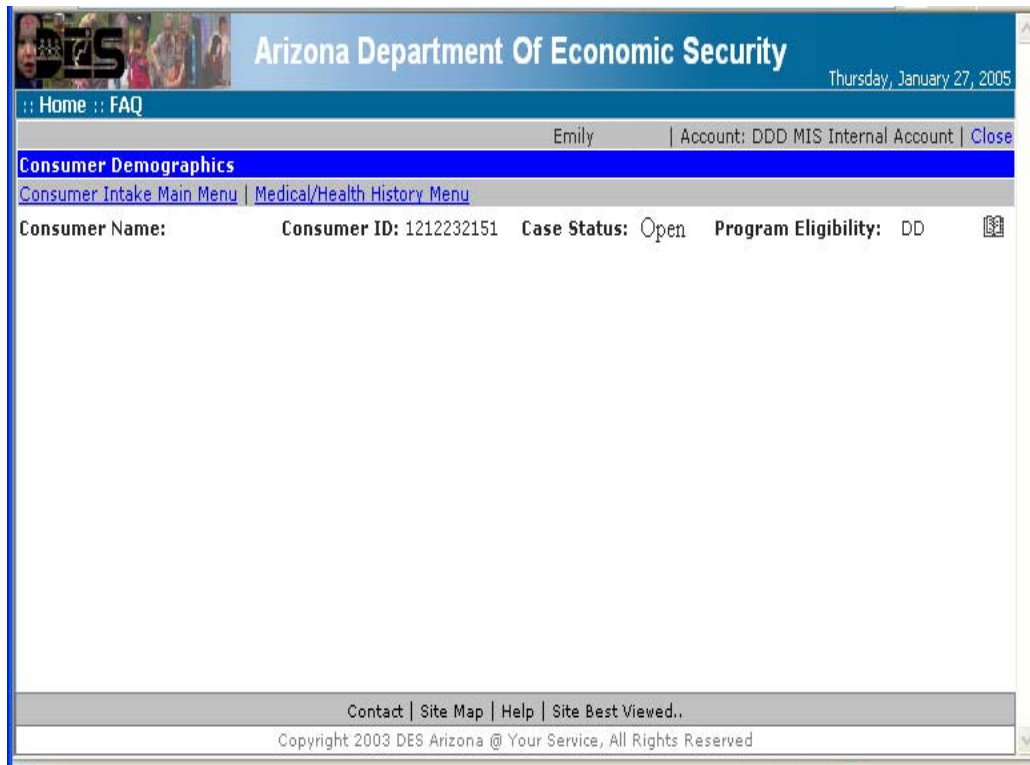 DES
Arizona Department Of Economic Security
Thursday, January 27, 2005
:: Home :: FAQ
Emily | Account: DDD MIS Internal Account | Close
Consumer Demographics
Consumer Intake Main Menu | Medical/Health History Menu
Consumer Name: Consumer ID: 1212232151 Case Status: Open Program Eligibility: DD
Contact | Site Map | Help | Site Best Viewed..
Copyright 2003 DES Arizona @ Your Service, All Rights Reserved